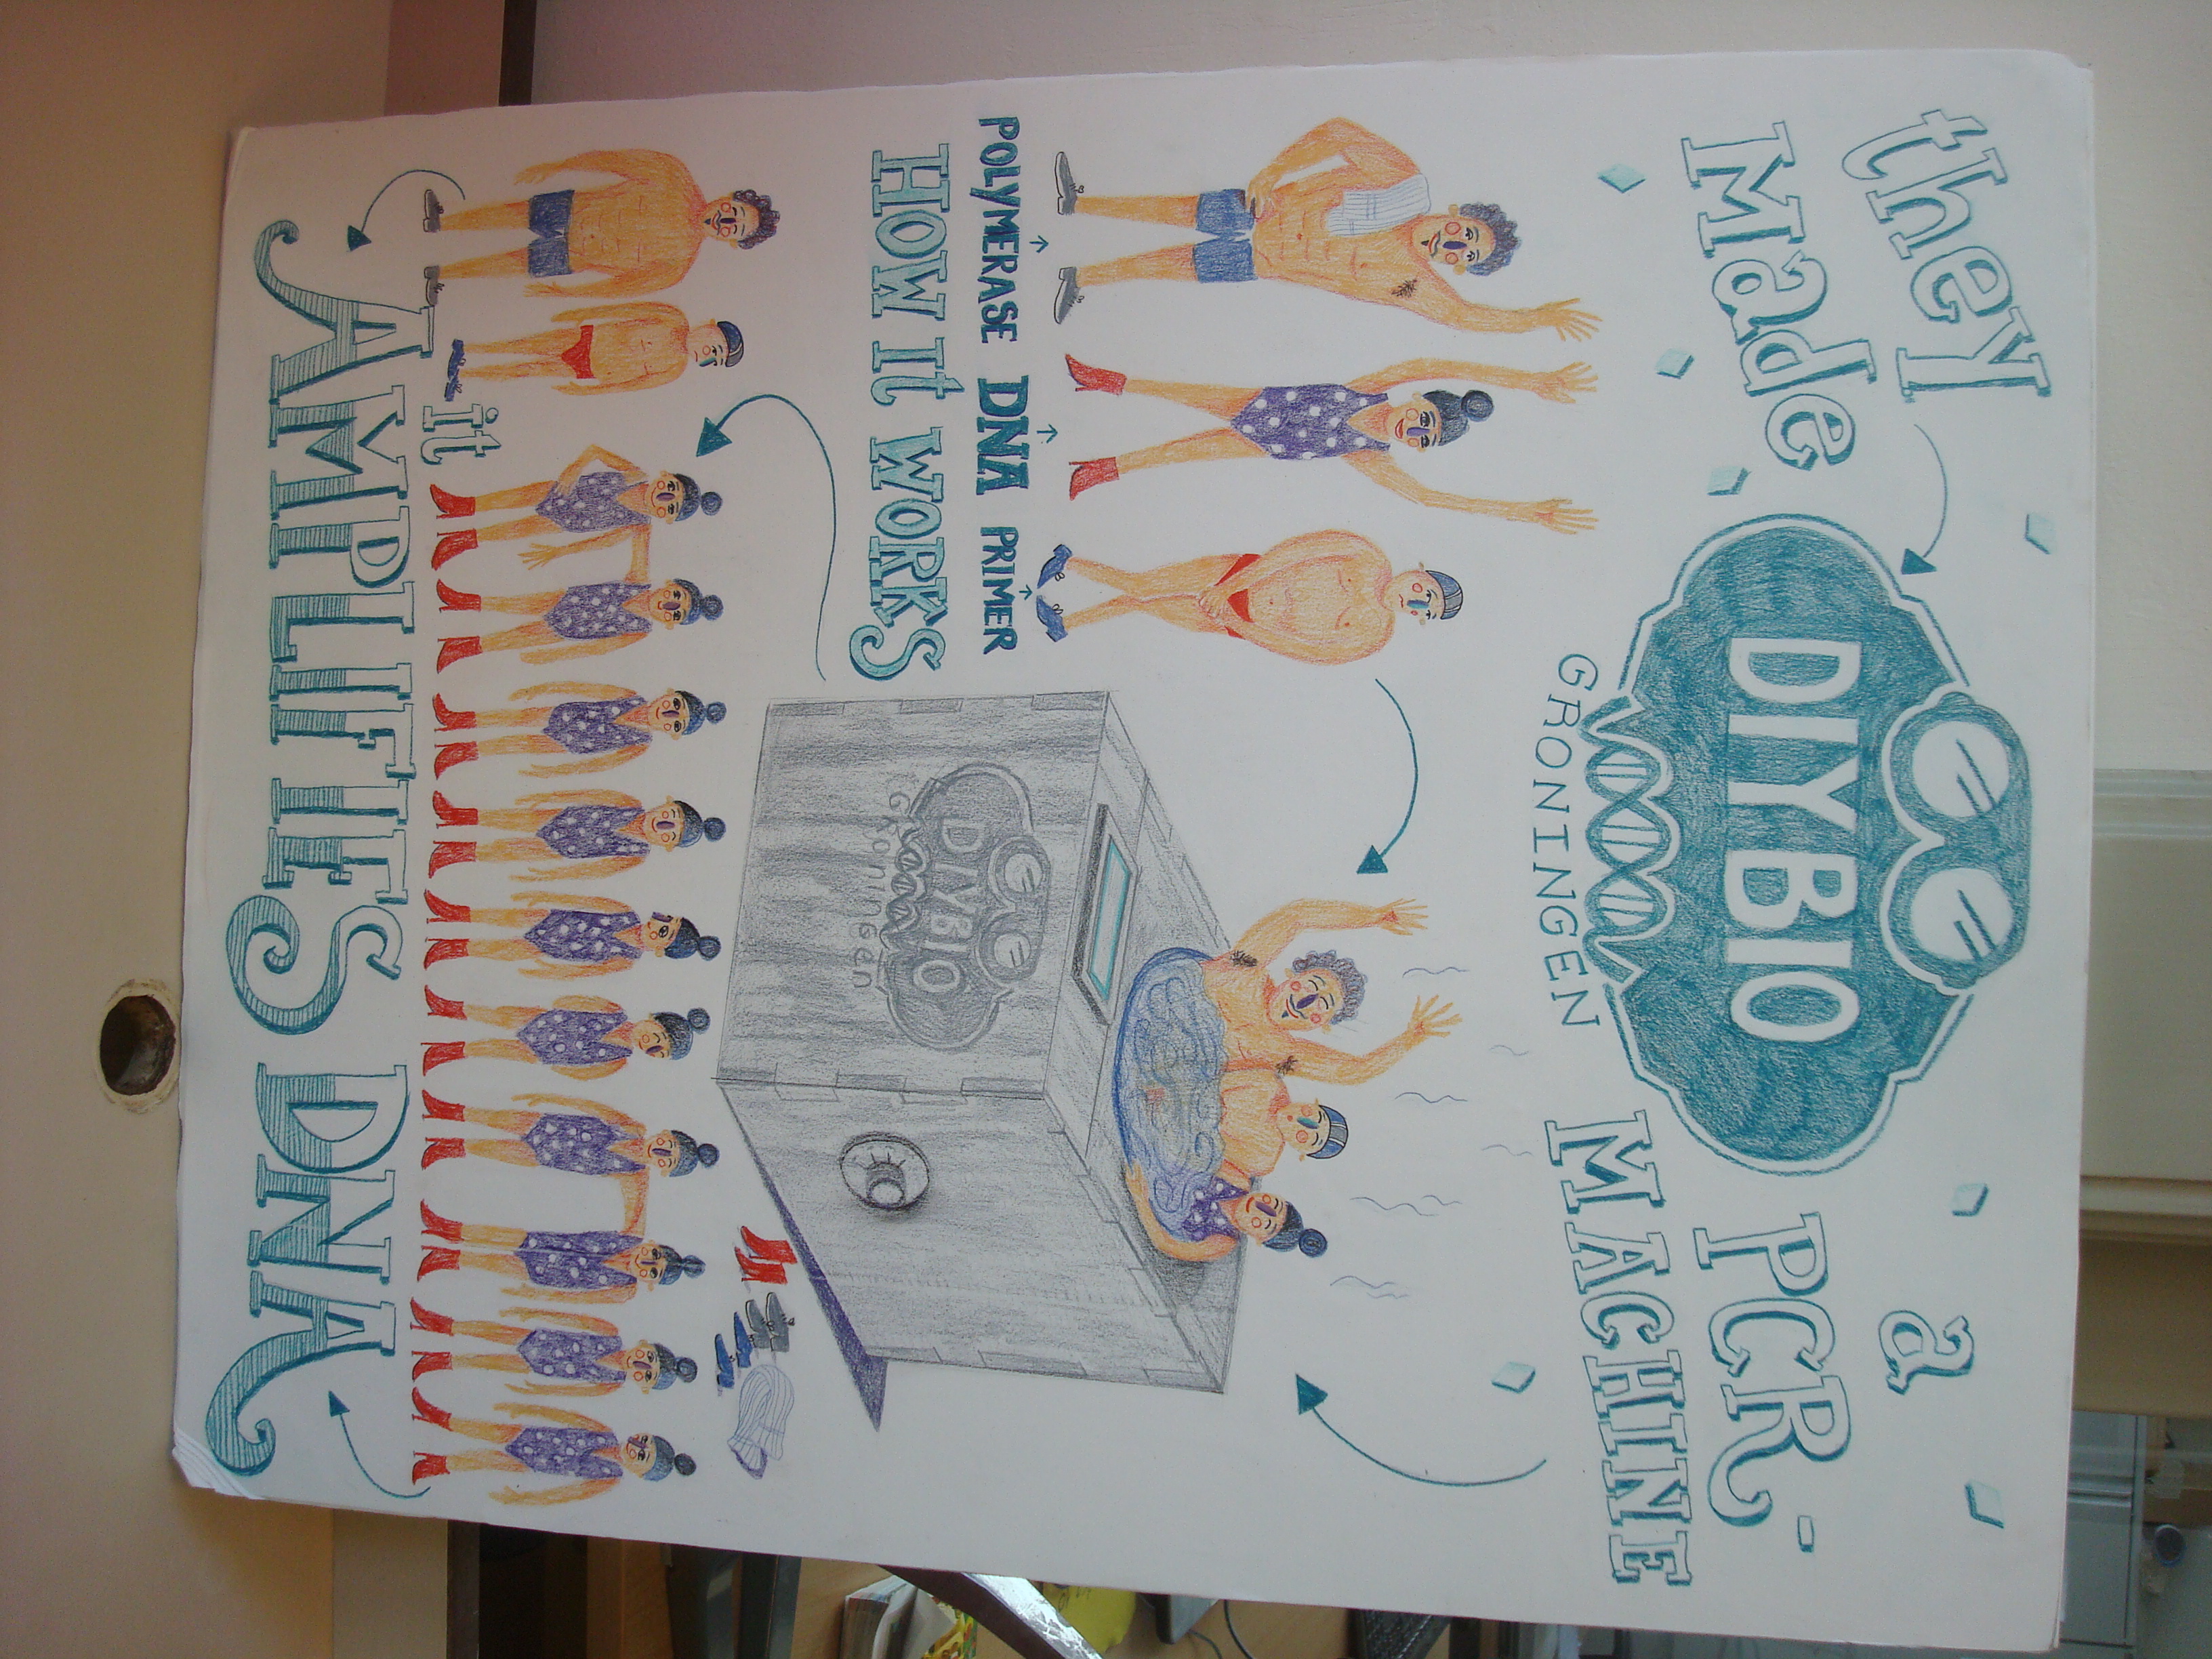 they
Made
DIYBIO
GRONINGEN
a
PCR-
MACHINE
POLYMERASE DNA PRIMER
HOW It WORKS
DIYBIO
Groningen
it
AMPLIFIES DNA